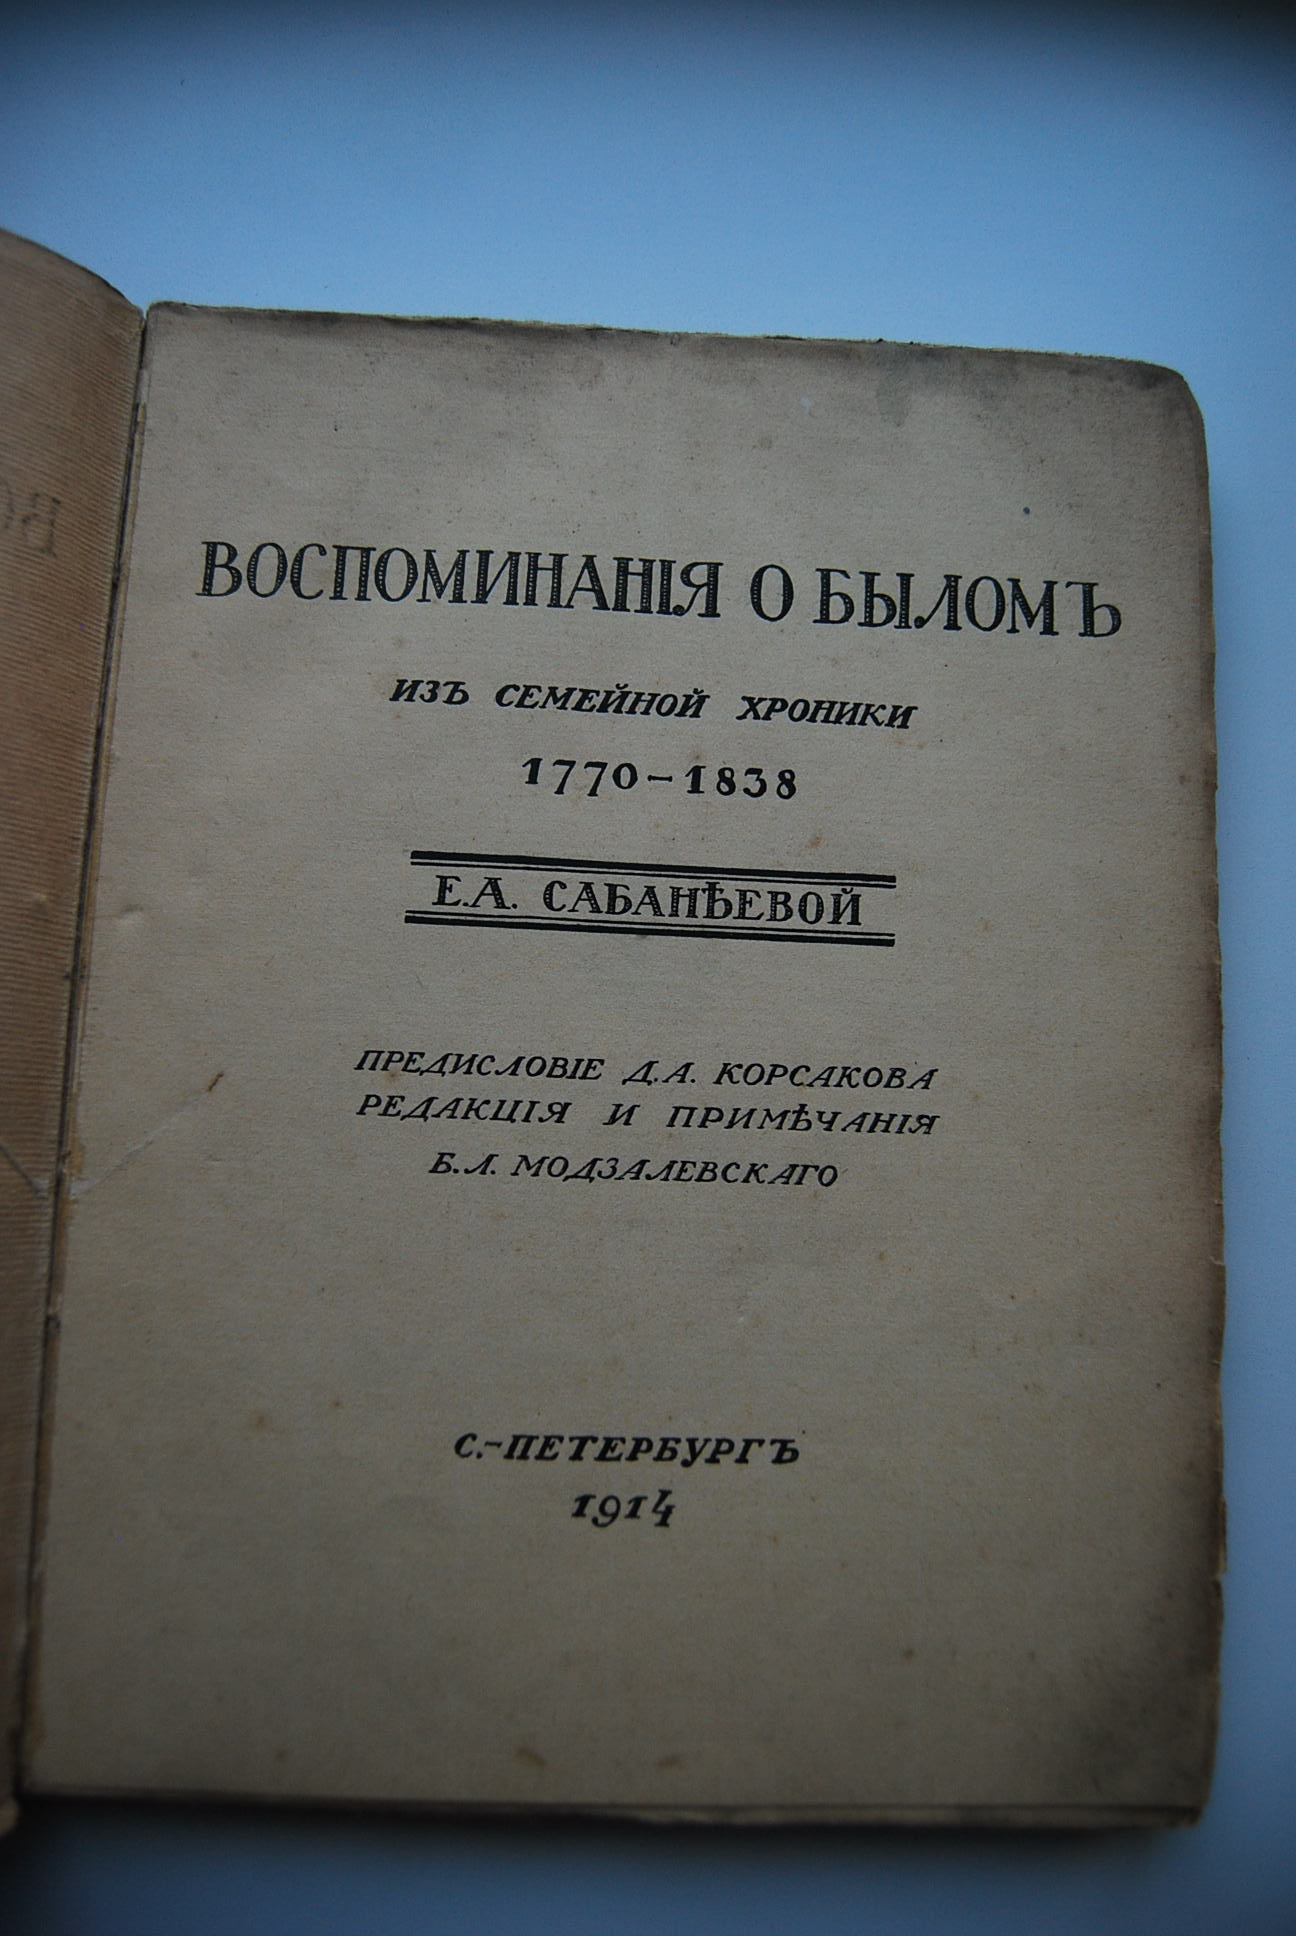 ВОСПОМИНАНІЯ О БЫЛОМЪ
ИЗЪ СЕМЕЙНОЙ ХРОНИКИ
1770–1838
Е.А. САБАНѢЕВОЙ
ПРЕДИСЛОВІЕ Д.А. КОРСАКОВА
РЕДАКЦІЯ И ПРИМѢЧАНІЯ
Б.Л. МОДЗАЛЕВСКАГО
С.-ПЕТЕРБУРГЪ
1914